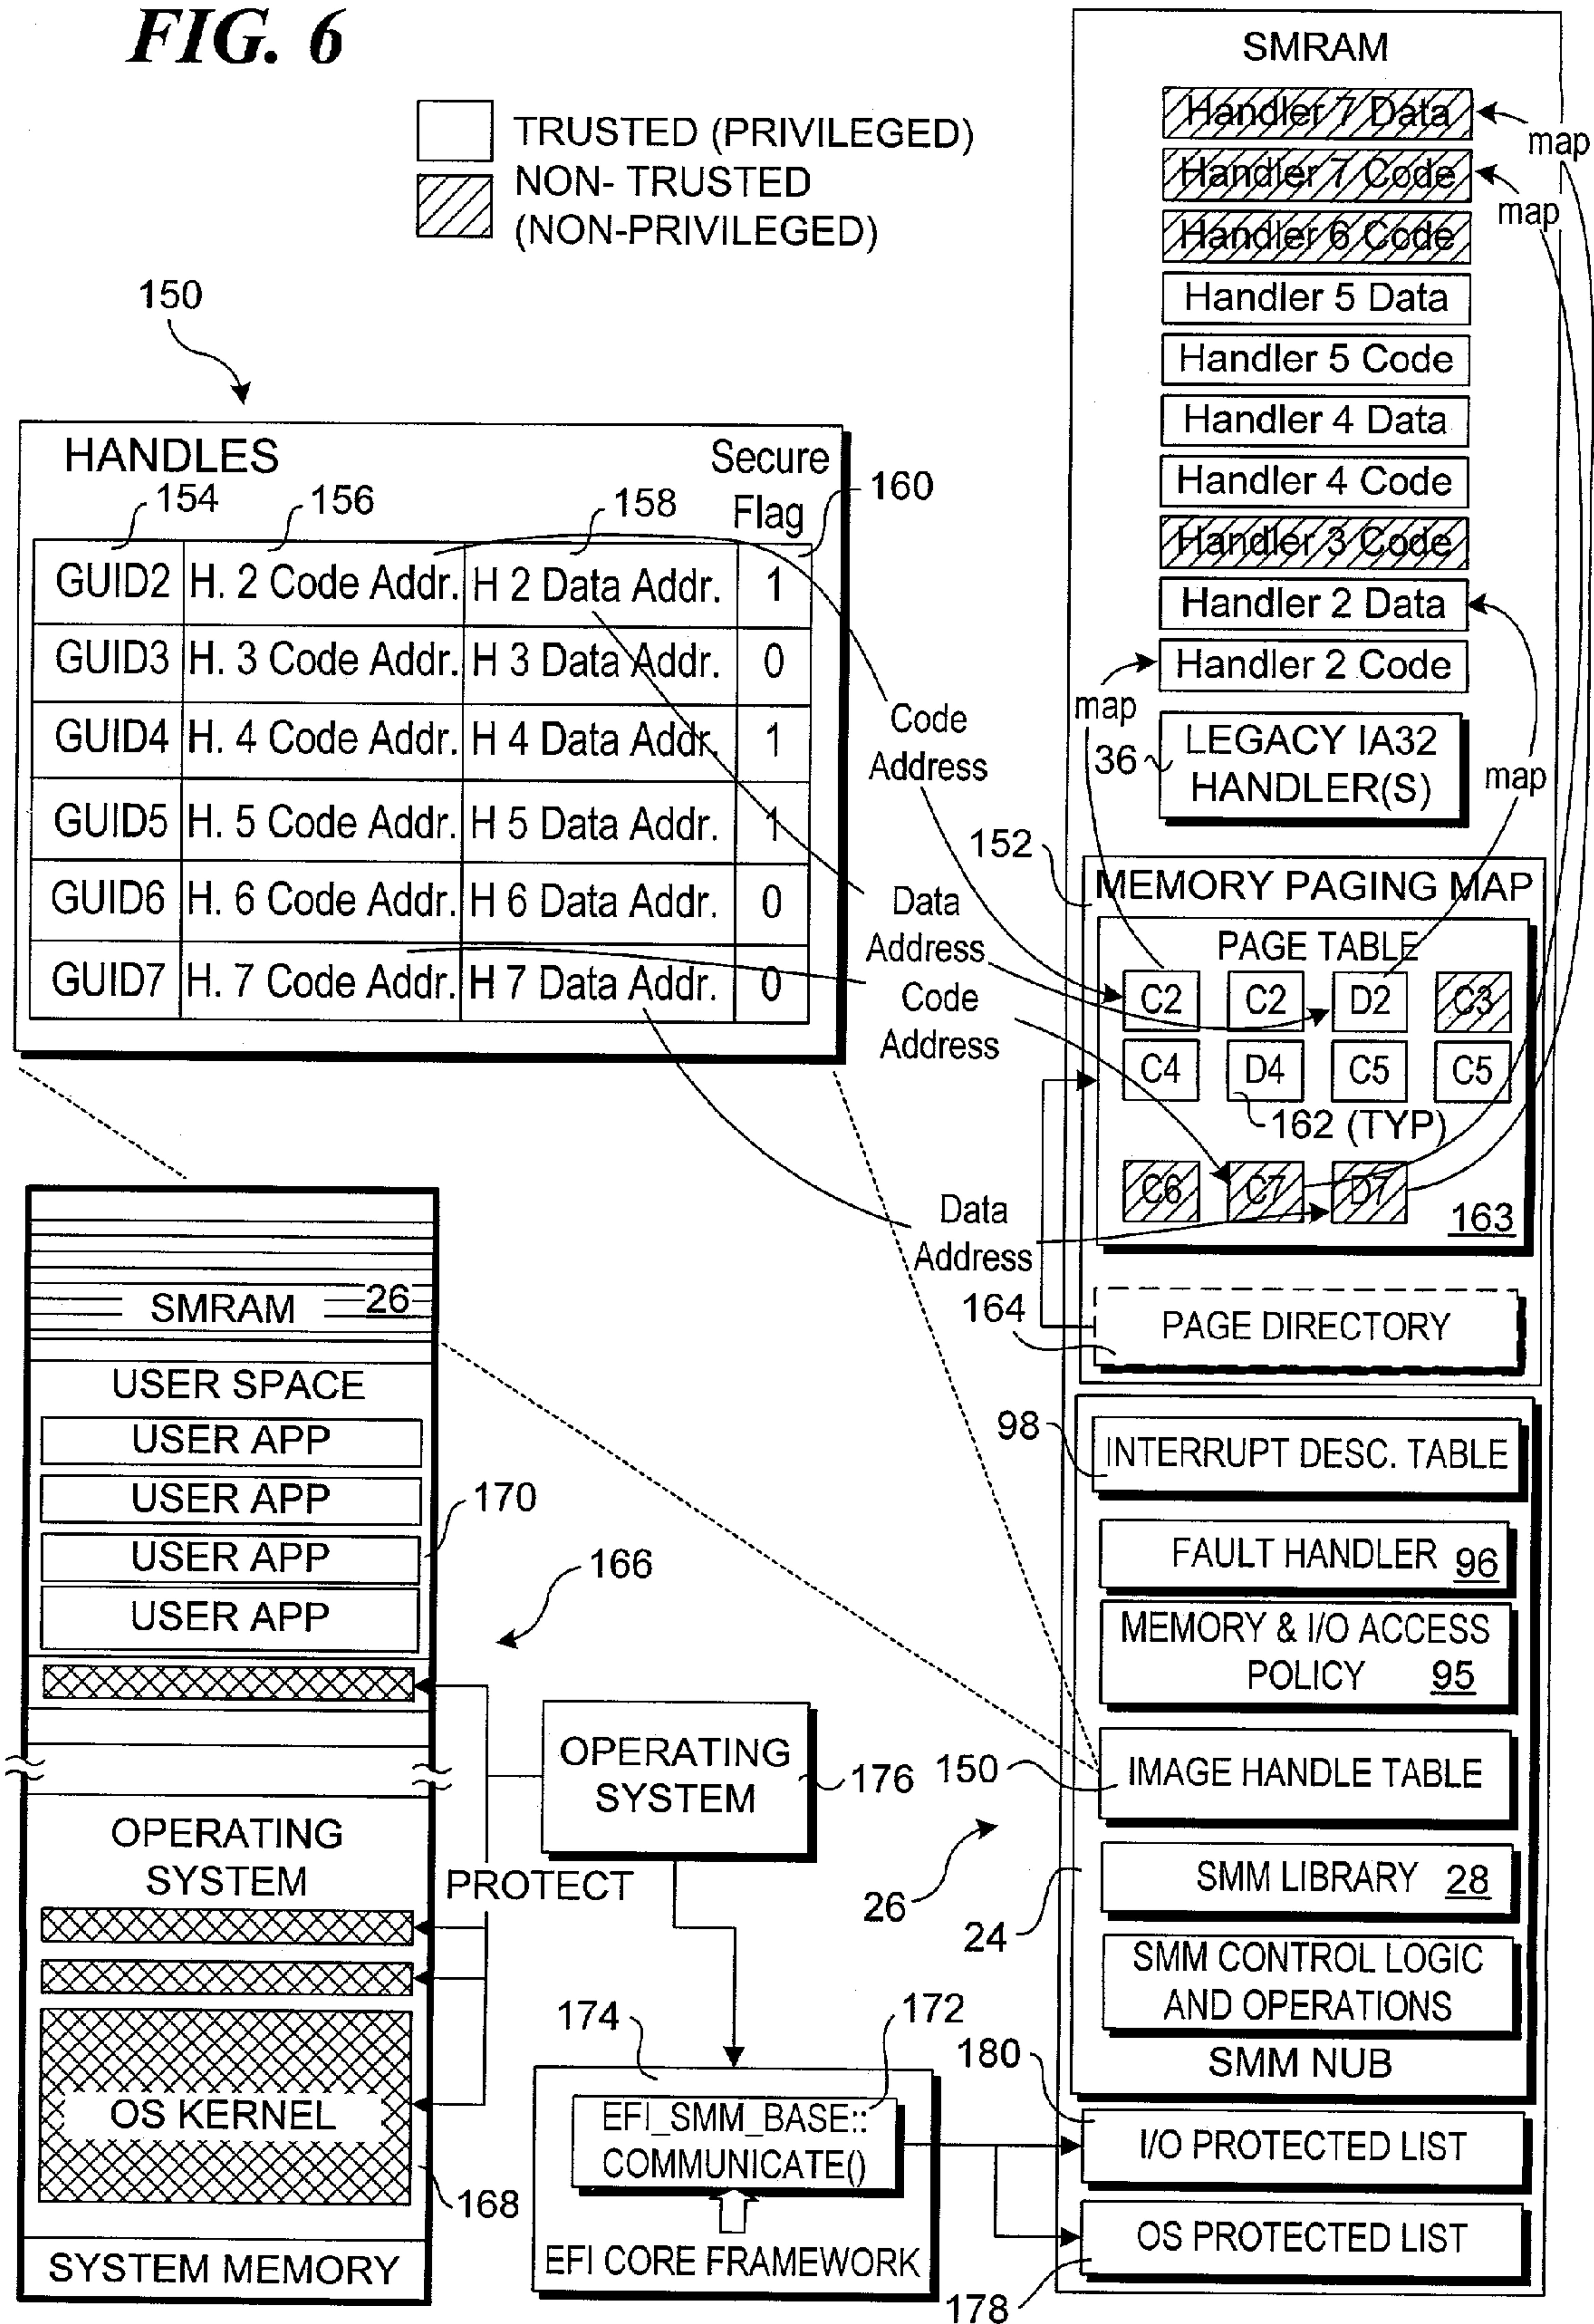 FIG. 6
TRUSTED (PRIVILEGED)
NON- TRUSTED
(NON-PRIVILEGED)
150
HANDLES
Secure
Flag
154
156
158
160
GUID2 H. 2 Code Addr. H 2 Data Addr. 1
GUID3 H. 3 Code Addr. H 3 Data Addr. 0
GUID4 H. 4 Code Addr. H 4 Data Addr. 1
GUID5 H. 5 Code Addr. H 5 Data Addr. 1
GUID6 H. 6 Code Addr. H 6 Data Addr. 0
GUID7 H. 7 Code Addr. H 7 Data Addr. 0
Code
Address
Data
Address
Code
Address
Data
Address
SMRAM
Handler 7 Data
map
Handler 7 Code
map
Handler 6 Code
Handler 5 Data
Handler 5 Code
Handler 4 Data
Handler 4 Code
Handler 3 Code
Handler 2 Data
Handler 2 Code
map
LEGACY IA32
HANDLER(S)
36
map
152
MEMORY PAGING MAP
PAGE TABLE
C2 C2 D2 C3
C4 D4 C5 C5
162 (TYP)
C6 C7 D7
163
164
PAGE DIRECTORY
98
INTERRUPT DESC. TABLE
FAULT HANDLER 96
MEMORY & I/O ACCESS
POLICY 95
150
IMAGE HANDLE TABLE
26
SMM LIBRARY 28
24
SMM CONTROL LOGIC
AND OPERATIONS
SMM NUB
180
I/O PROTECTED LIST
OS PROTECTED LIST
178
SMRAM 26
USER SPACE
USER APP
USER APP
170
USER APP
USER APP
166
OPERATING
SYSTEM
176
OPERATING
SYSTEM
PROTECT
OS KERNEL
168
SYSTEM MEMORY
174
172
EFI_SMM_BASE::
COMMUNICATE()
EFI CORE FRAMEWORK